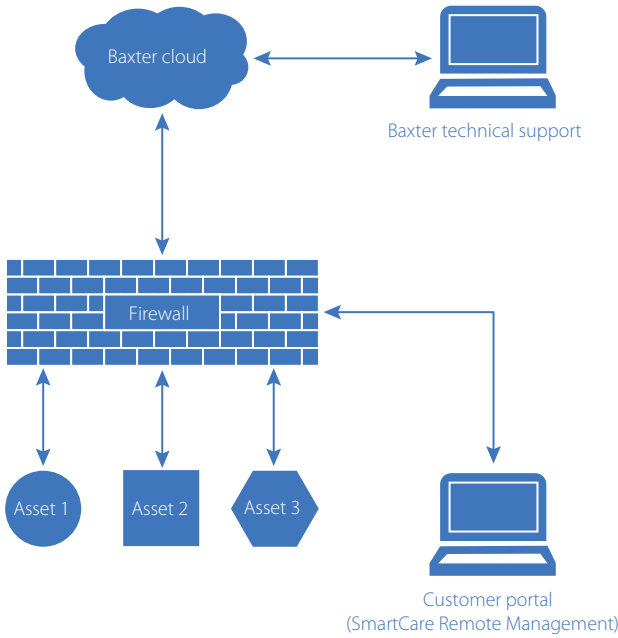 Baxter cloud
Baxter technical support
Firewall
Asset 1
Asset 2
Asset 3
Customer portal
(SmartCare Remote Management)